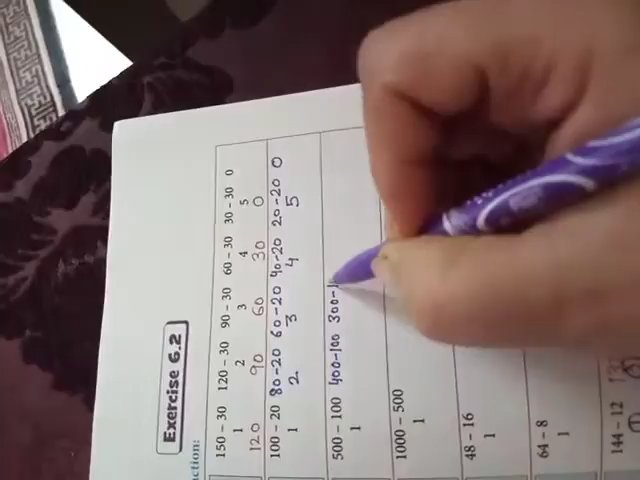 Exercise 6.2
ction:
150 - 30 120 - 30 90 - 30 60 - 30 30 - 30 0
1 2 3 4 5
120 90 60 30 0
100 - 20 80-20 60-20 40-20 20-20 0
1 2 3 4 5
500 - 100 400-100 300-1
1
1000 - 500
1
48 - 16
1
64 - 8
1
144 - 12